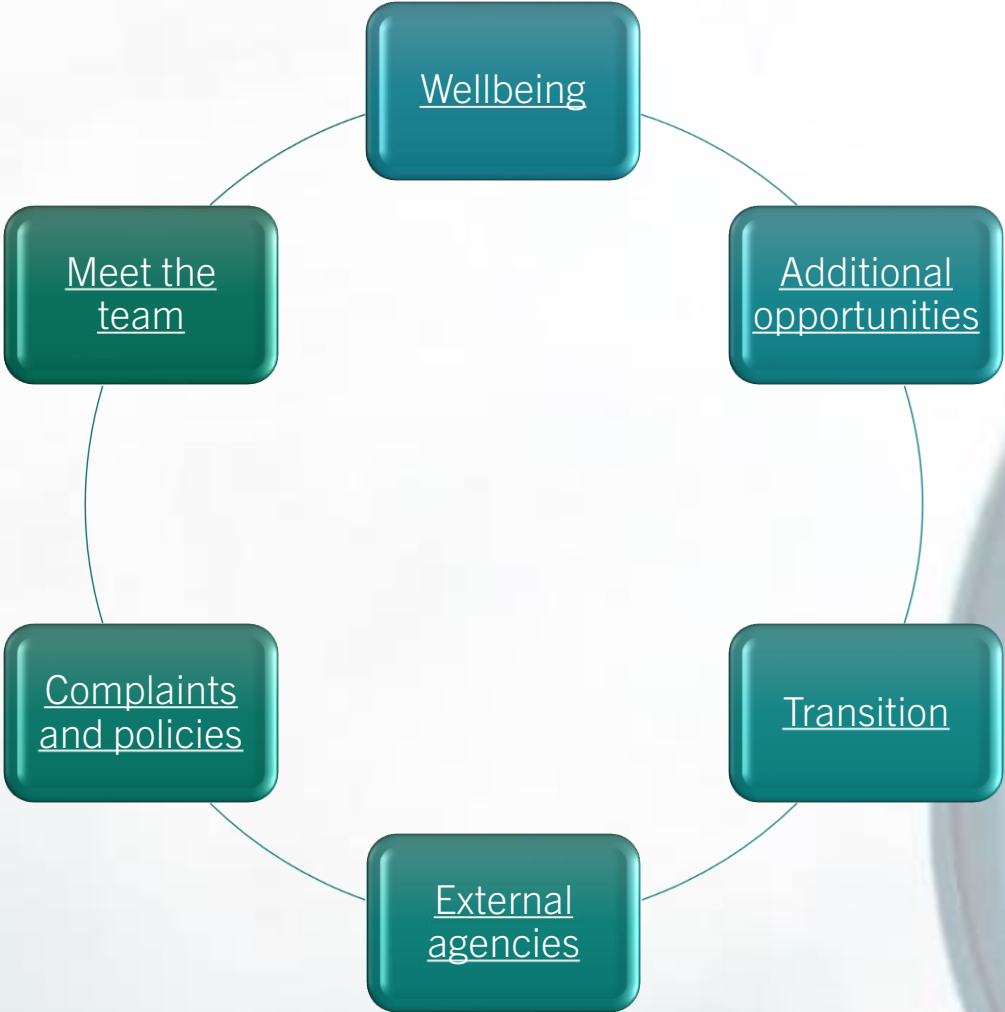 Wellbeing
Additional
opportunities
Transition
External
agencies
Complaints
and policies
Meet the
team